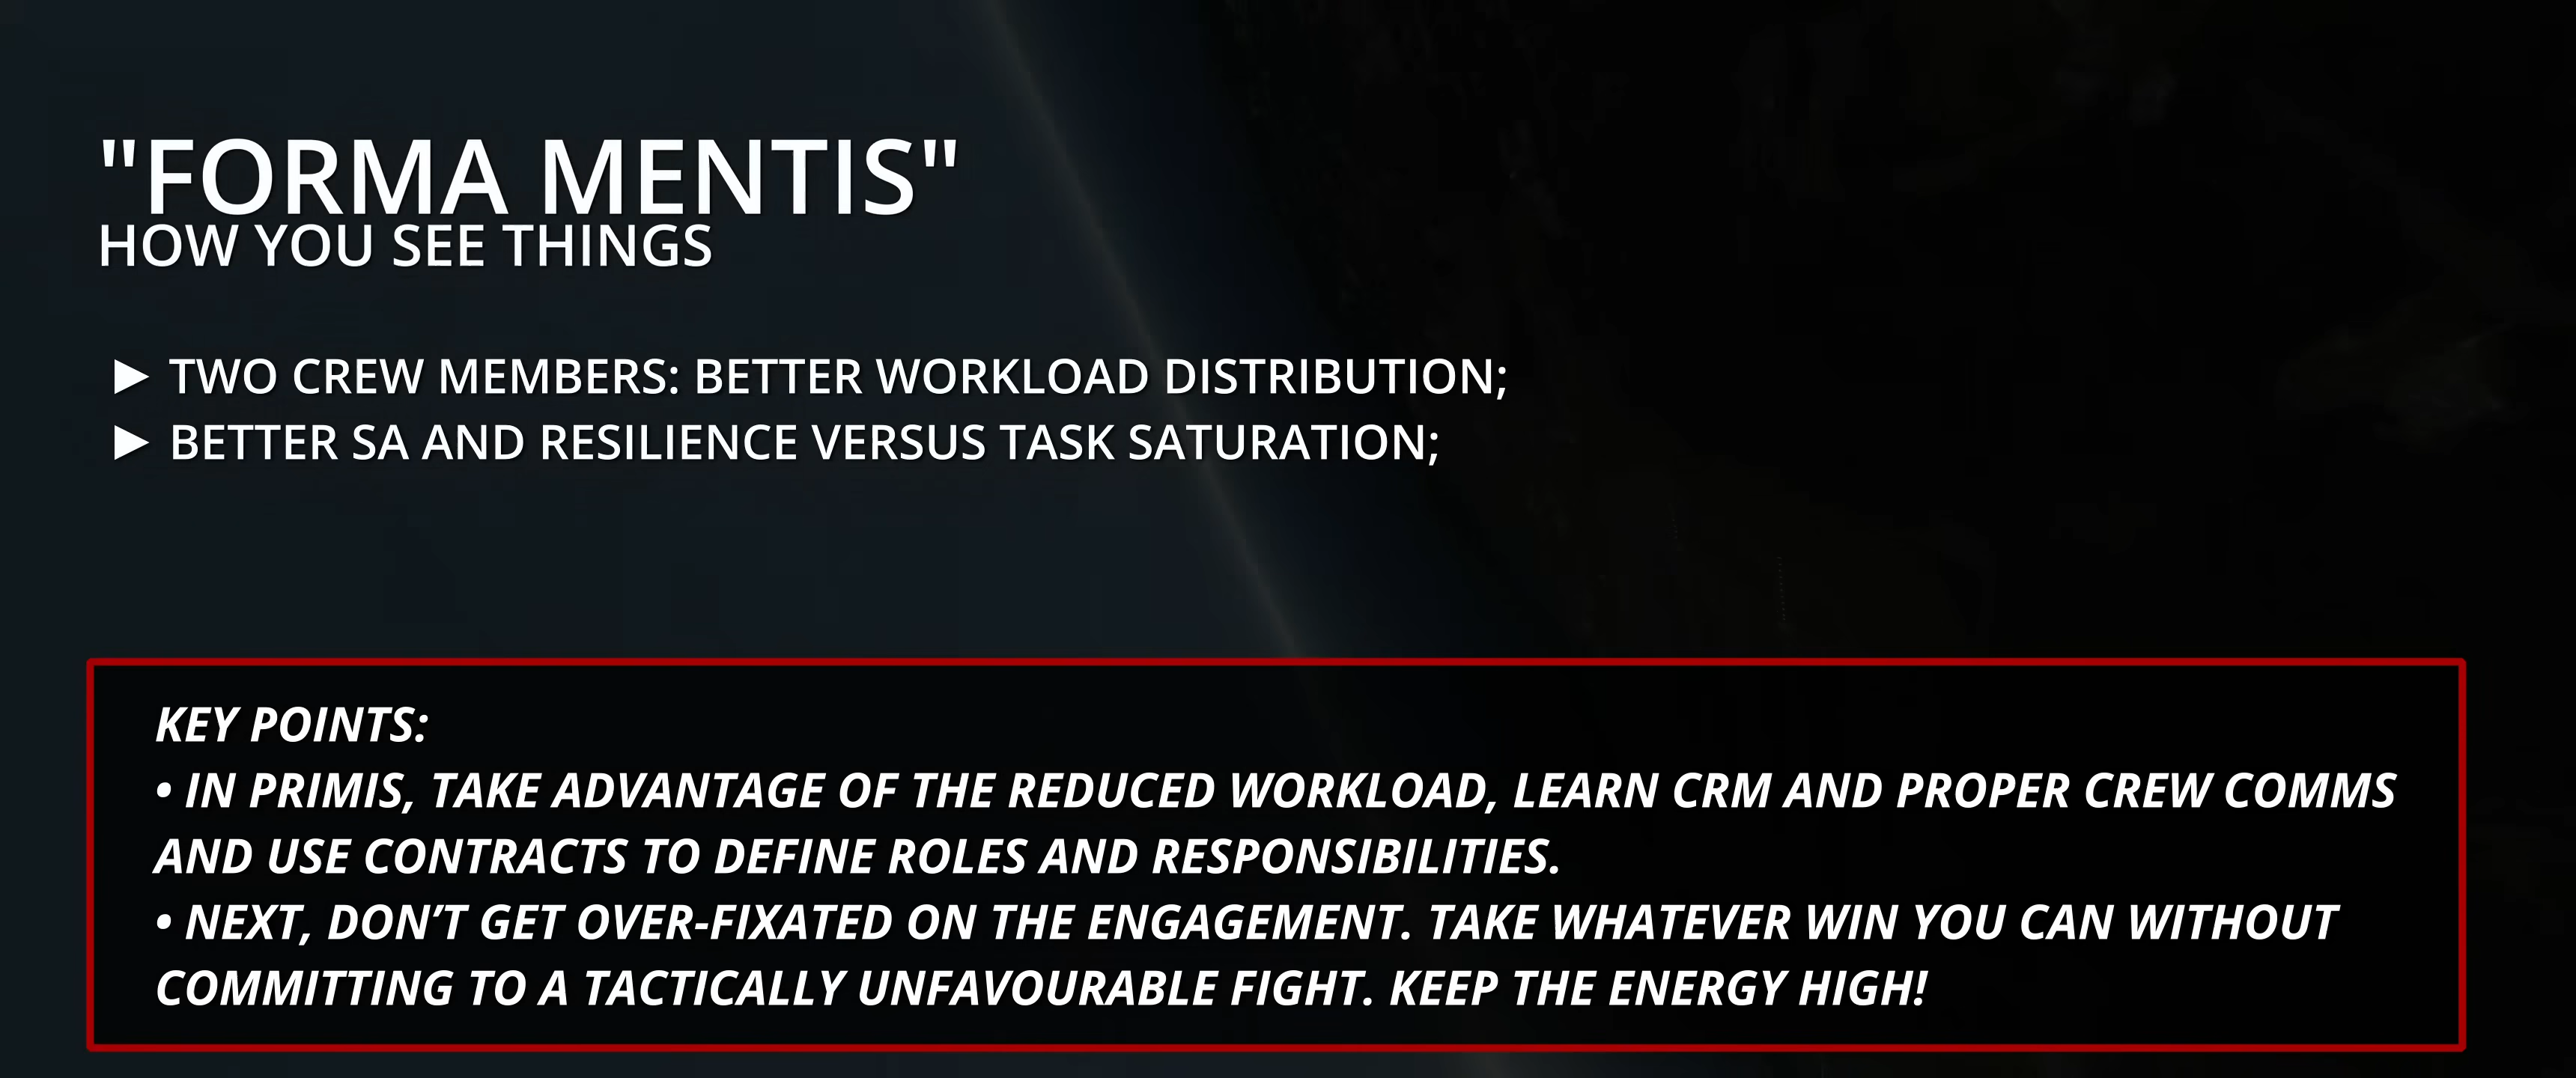 "FORMA MENTIS"
HOW YOU SEE THINGS
► TWO CREW MEMBERS: BETTER WORKLOAD DISTRIBUTION;
► BETTER SA AND RESILIENCE VERSUS TASK SATURATION;
KEY POINTS:
• IN PRIMIS, TAKE ADVANTAGE OF THE REDUCED WORKLOAD, LEARN CRM AND PROPER CREW COMMS
AND USE CONTRACTS TO DEFINE ROLES AND RESPONSIBILITIES.
• NEXT, DON’T GET OVER-FIXATED ON THE ENGAGEMENT. TAKE WHATEVER WIN YOU CAN WITHOUT
COMMITTING TO A TACTICALLY UNFAVOURABLE FIGHT. KEEP THE ENERGY HIGH!